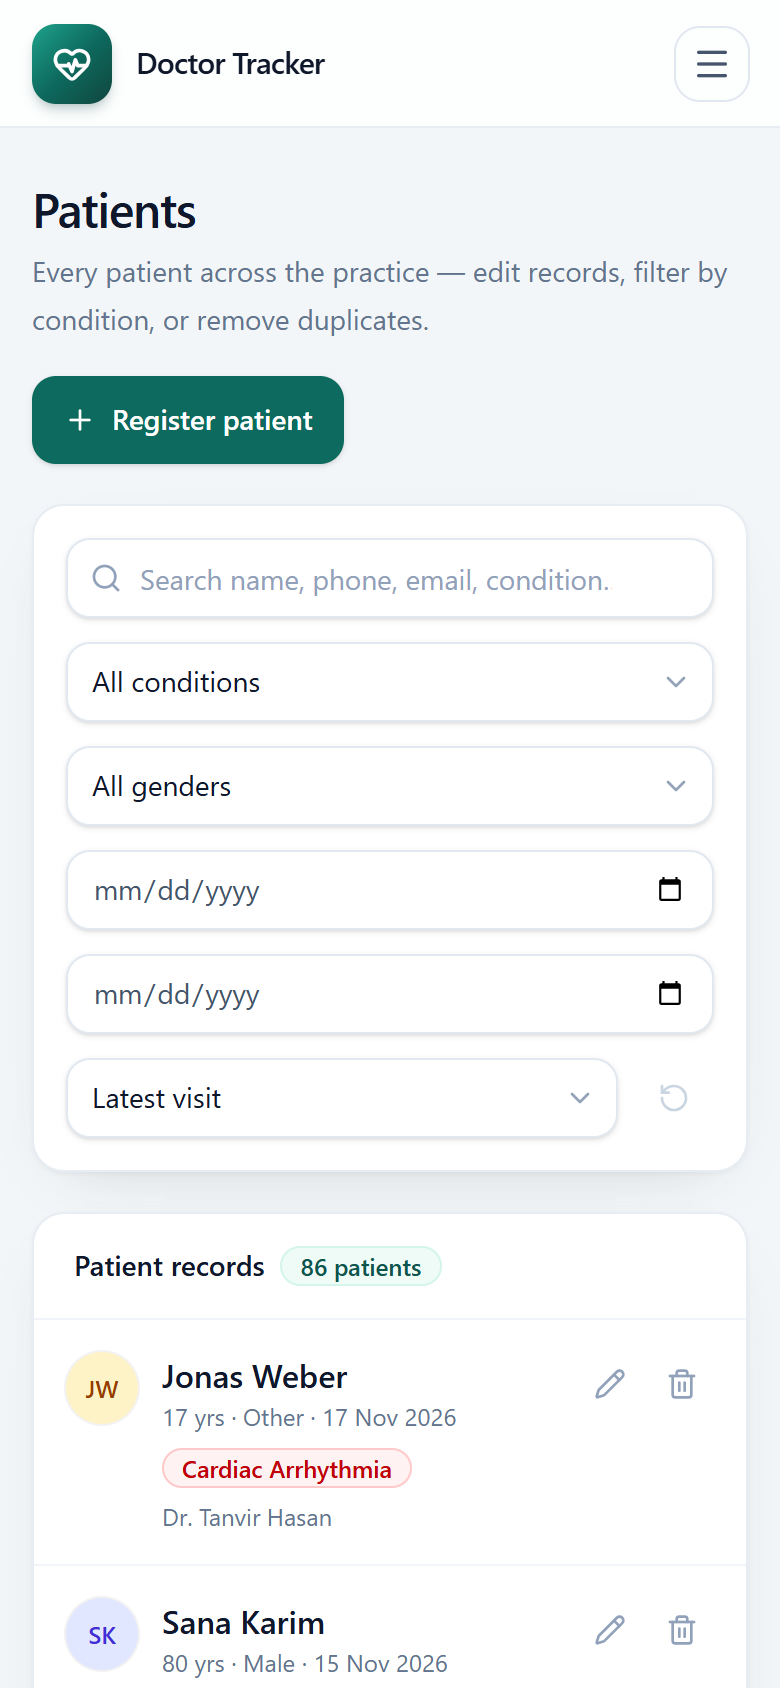 Doctor Tracker
Patients
Every patient across the practice — edit records, filter by
condition, or remove duplicates.
Register patient
Search name, phone, email, condition.
All conditions
All genders
mm/dd/yyyy
mm/dd/yyyy
Latest visit
Patient records 86 patients
JW Jonas Weber
17 yrs · Other · 17 Nov 2026
Cardiac Arrhythmia
Dr. Tanvir Hasan
SK Sana Karim
80 yrs · Male · 15 Nov 2026